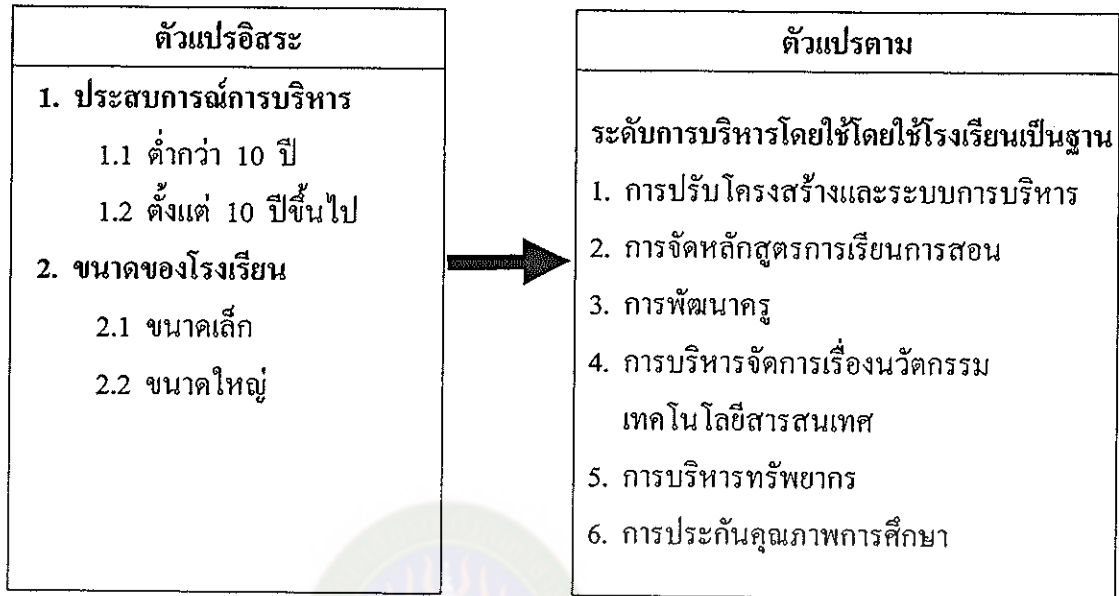 ตัวแปรอิสระ
1. ประสบการณ์การบริหาร
1.1 ต่ำกว่า 10 ปี
1.2 ตั้งแต่ 10 ปีขึ้นไป
2. ขนาดของโรงเรียน
2.1 ขนาดเล็ก
2.2 ขนาดใหญ่
ตัวแปรตาม
ระดับการบริหารโดยใช้โดยใช้โรงเรียนเป็นฐาน
1. การปรับโครงสร้างและระบบการบริหาร
2. การจัดหลักสูตรการเรียนการสอน
3. การพัฒนาครู
4. การบริหารจัดการเรื่องนวัตกรรม
เทคโนโลยีสารสนเทศ
5. การบริหารทรัพยากร
6. การประกันคุณภาพการศึกษา